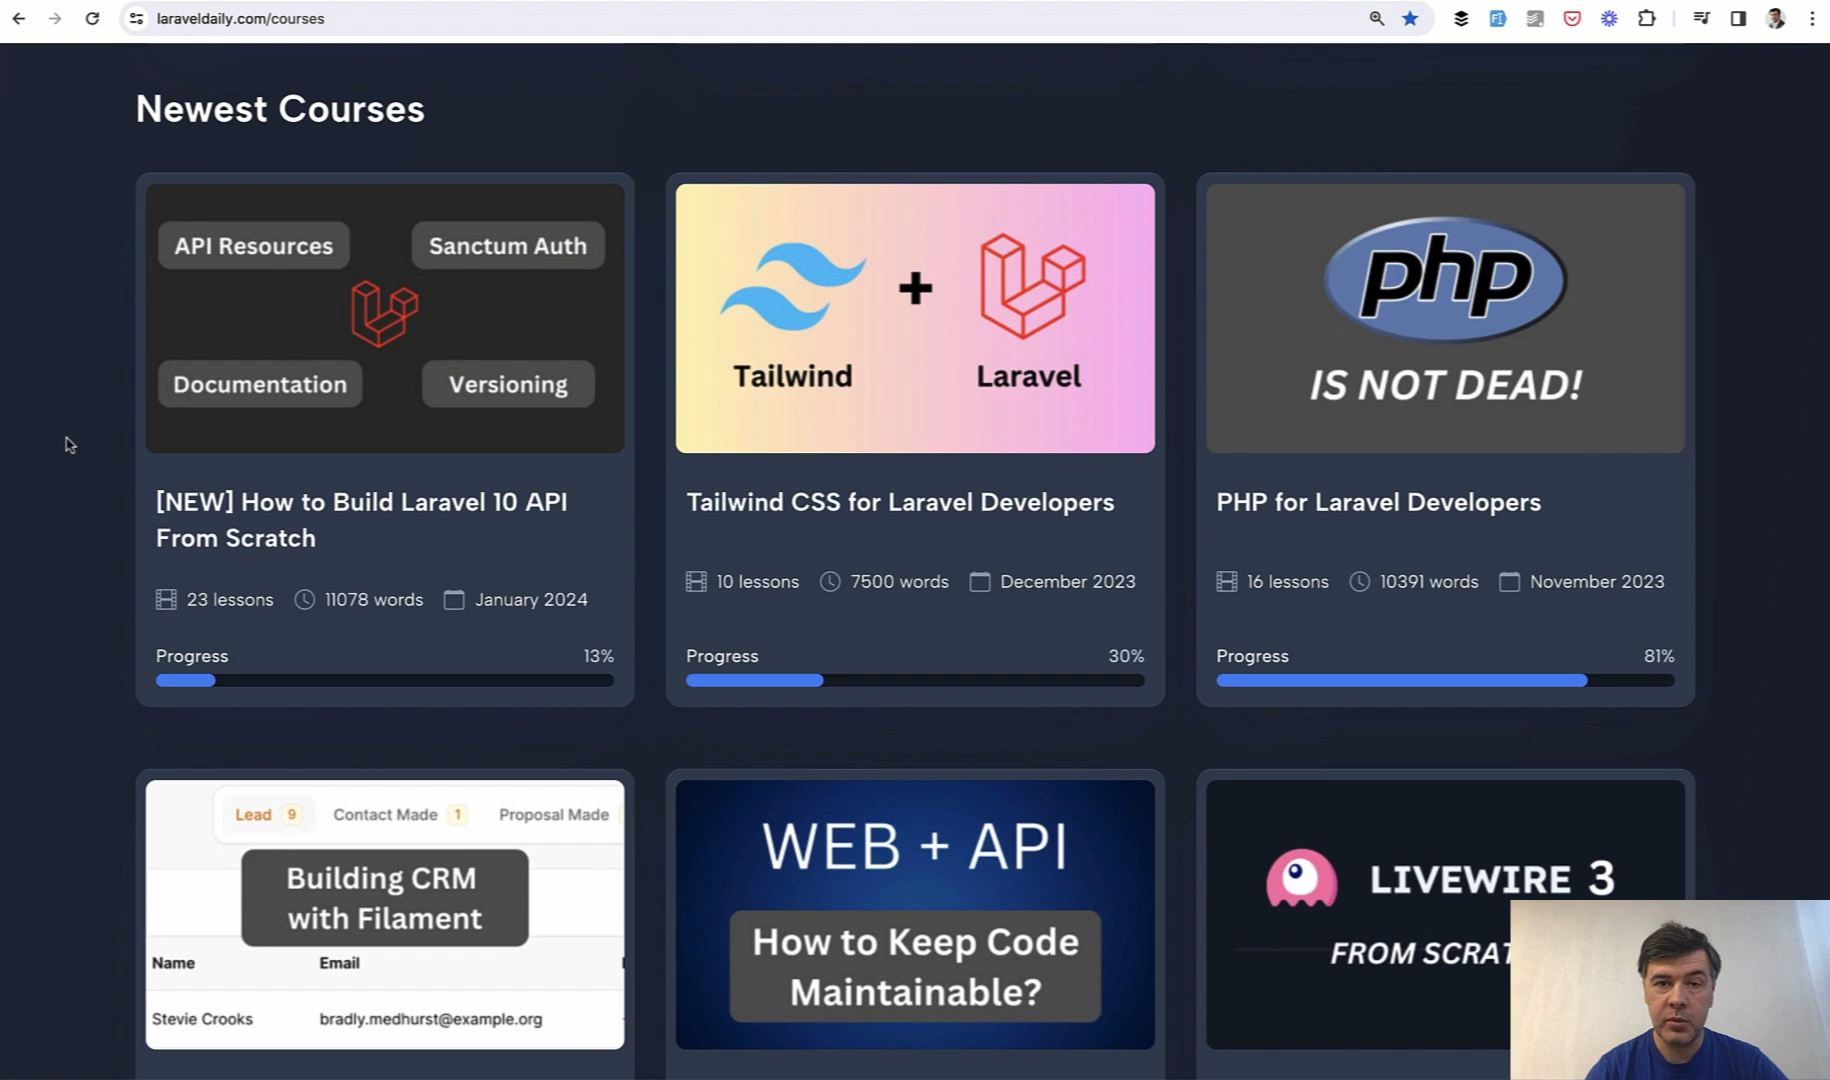 laraveldaily.com/courses
Newest Courses
API Resources
Sanctum Auth
Documentation
Versioning
[NEW] How to Build Laravel 10 API
From Scratch
23 lessons
11078 words
January 2024
Progress
13%
+
Tailwind
Laravel
Tailwind CSS for Laravel Developers
10 lessons
7500 words
December 2023
Progress
30%
php
IS NOT DEAD!
PHP for Laravel Developers
16 lessons
10391 words
November 2023
Progress
81%
Lead 9
Contact Made 1
Proposal Made
Building CRM
with Filament
Name
Email
Stevie Crooks
bradly.medhurst@example.org
WEB + API
How to Keep Code
Maintainable?
LIVEWIRE 3
FROM SCRAT